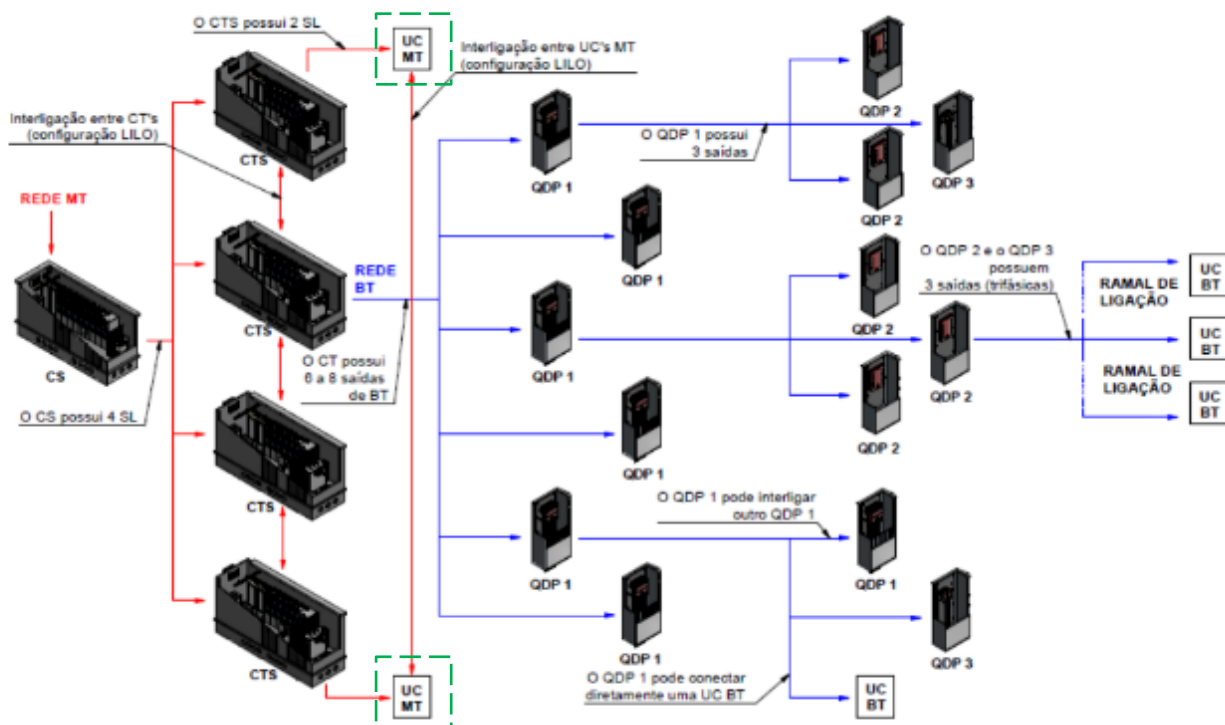 O CTS possui 2 SL
UC
MT
Interligação entre UC's MT
(configuração LILO)
Interligação entre CT's
(configuração LILO)
CTS
QDP 1
O QDP 1 possui
3 saídas
QDP 2
QDP 2
QDP 3
REDE MT
CS
O CS possui 4 SL
CTS
REDE
BT
O CT possui
6 a 8 saídas
de BT
QDP 1
QDP 1
QDP 2
QDP 2
QDP 2
O QDP 2 e o QDP 3
possuem
3 saídas (trifásicas)
RAMAL DE
LIGAÇÃO
RAMAL DE
LIGAÇÃO
UC
BT
UC
BT
UC
BT
CTS
QDP 1
QDP 1
O QDP 1 pode interligar
outro QDP 1
QDP 1
CTS
QDP 1
QDP 3
UC
MT
O QDP 1 pode conectar
diretamente uma UC BT
UC
BT